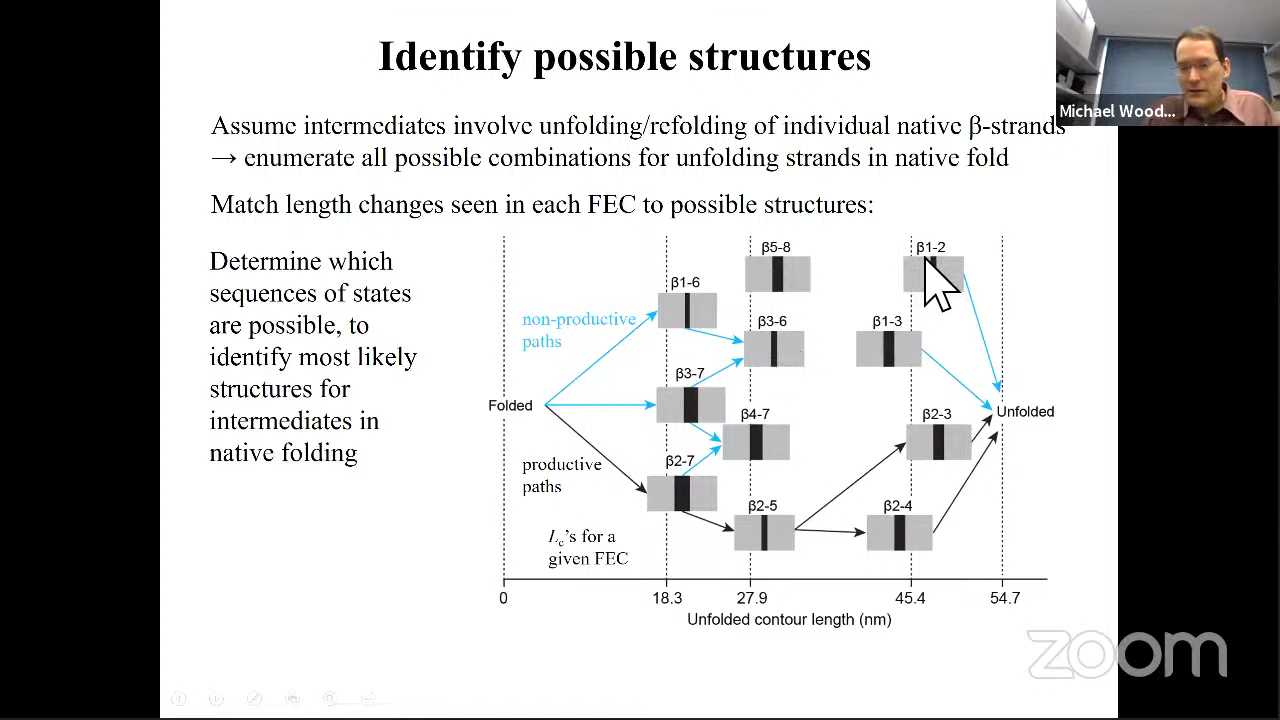 Identify possible structures
Michael Wood...
Assume intermediates involve unfolding/refolding of individual native β-strands
→ enumerate all possible combinations for unfolding strands in native fold
Match length changes seen in each FEC to possible structures:
Determine which
sequences of states
are possible, to
identify most likely
structures for
intermediates in
native folding
β5-8
β1-2
β1-6
non-productive
paths
β3-6
β1-3
β3-7
Folded
β4-7
β2-3
Unfolded
β2-7
productive
paths
β2-5
β2-4
Lc's for a
given FEC
0
18.3
27.9
45.4
54.7
Unfolded contour length (nm)
zoom